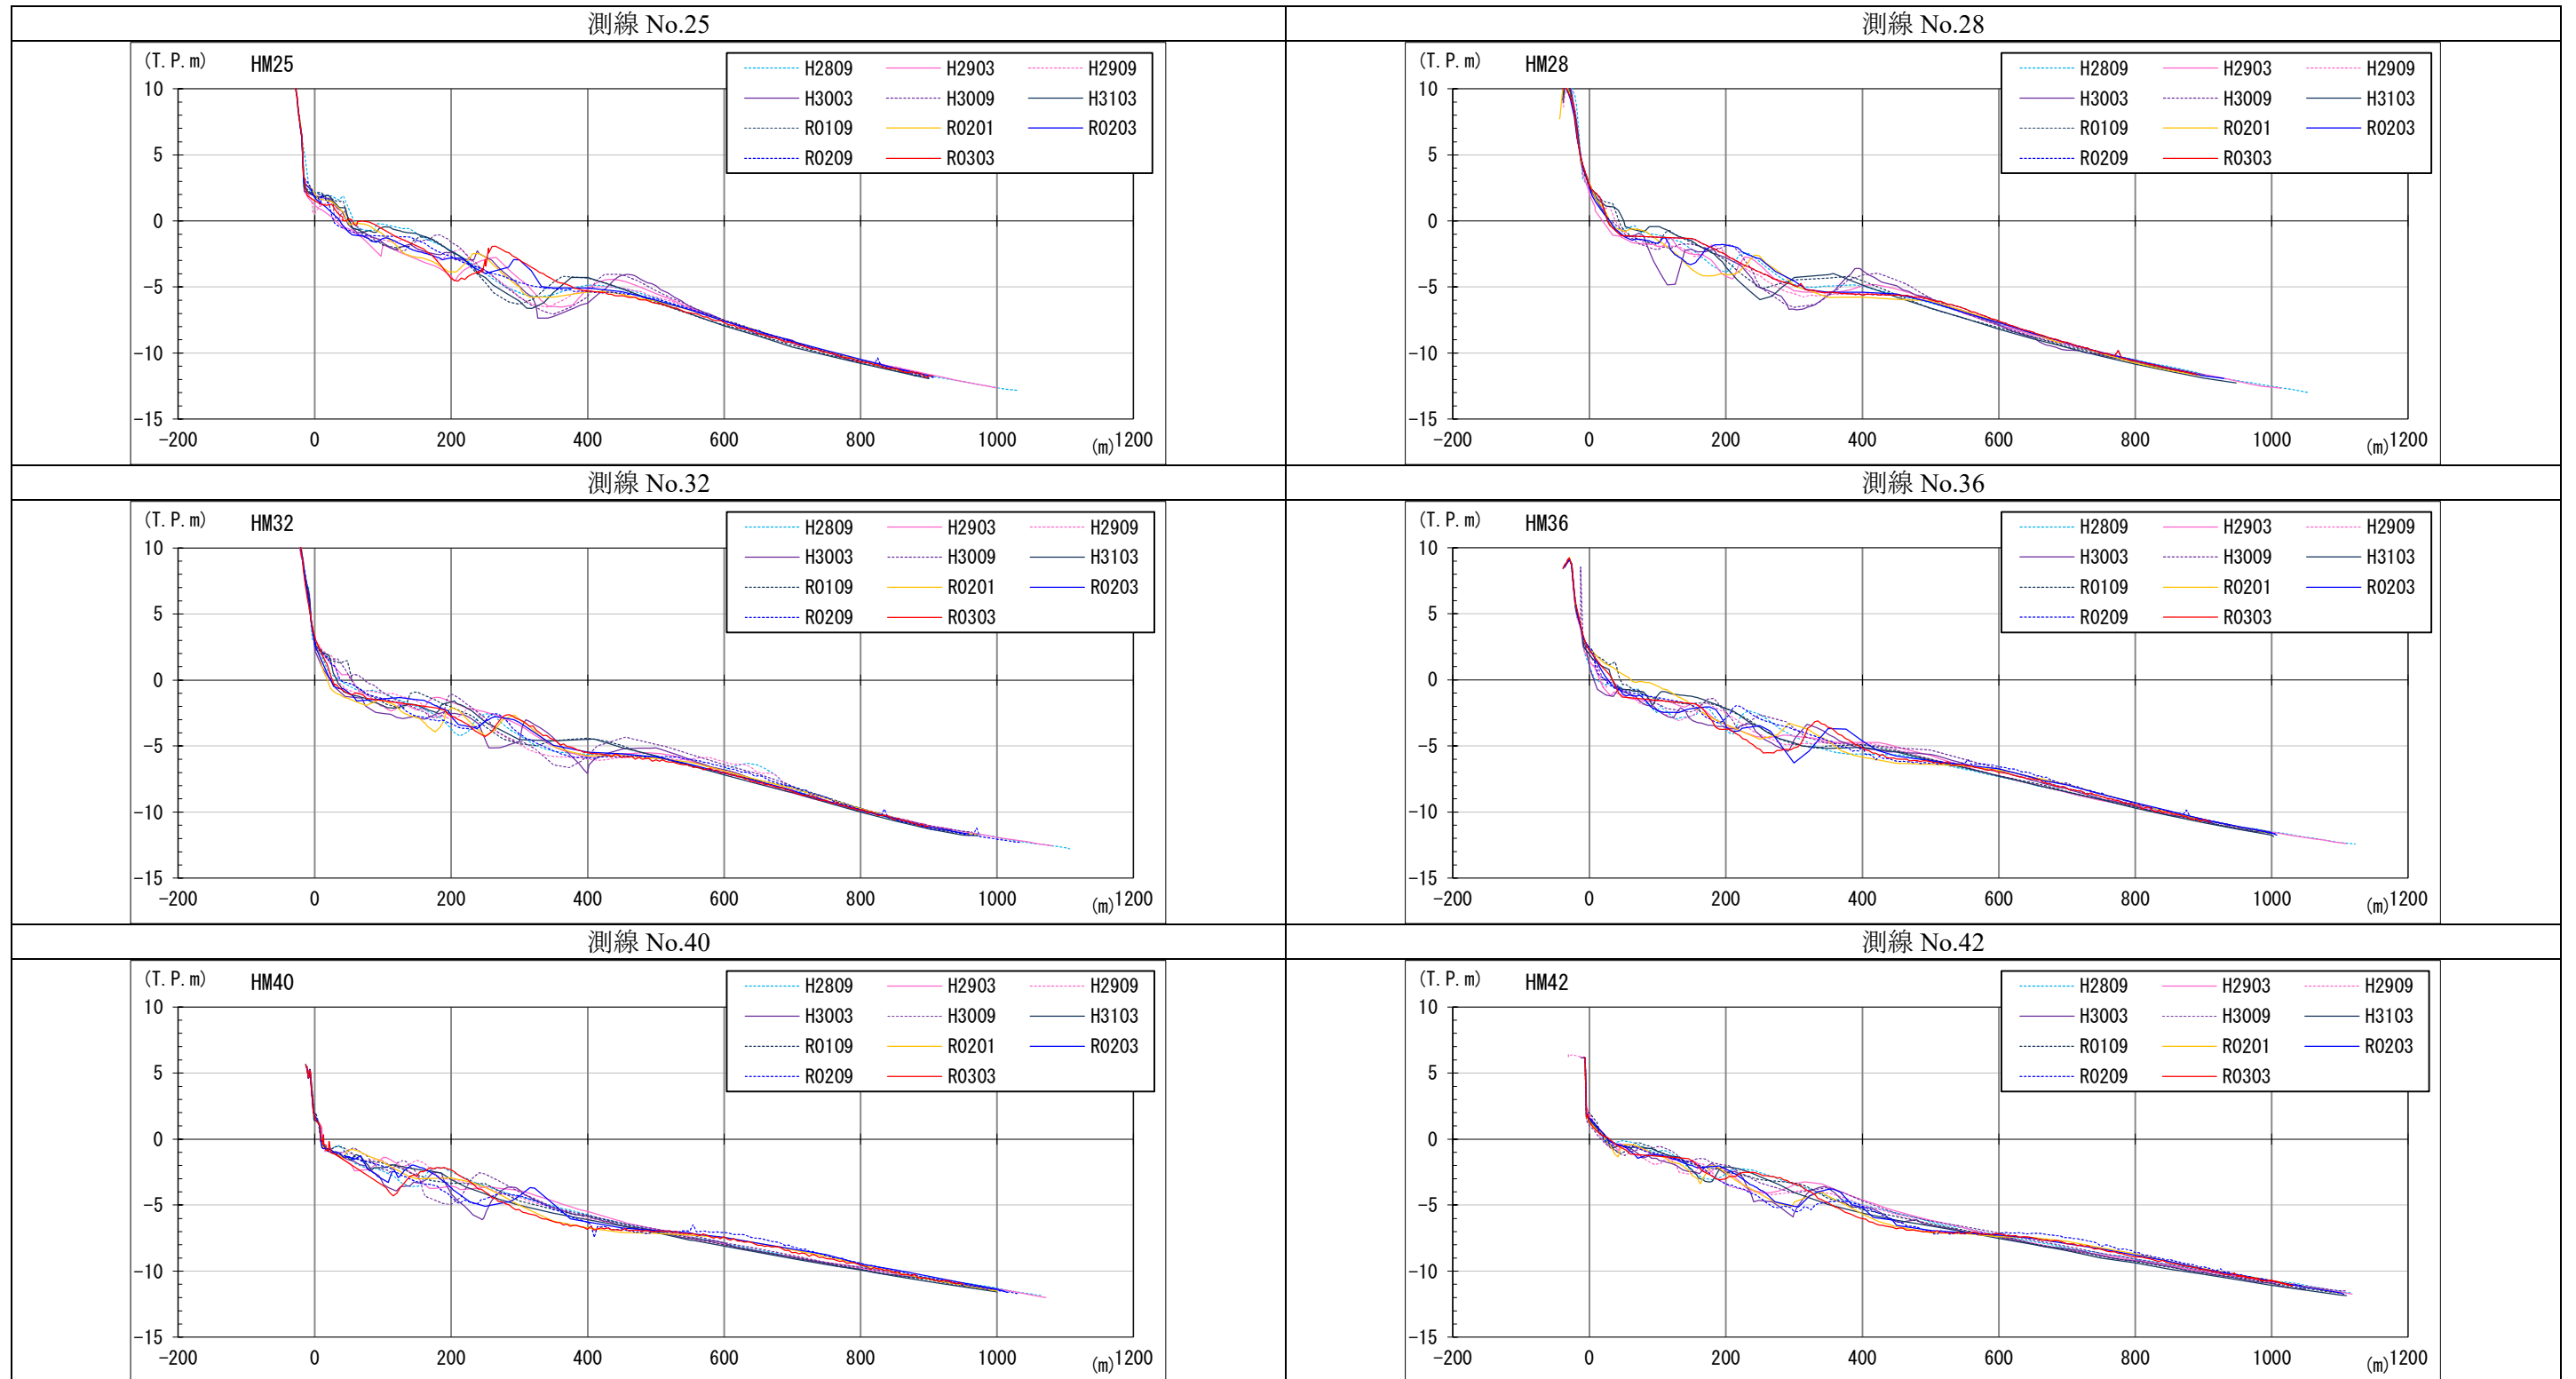 測線 No.25
測線 No.28
(T.P.m)
HM25
H2809 H2903 H2909
H3003 H3009 H3103
R0109 R0201 R0203
R0209 R0303
10
5
0
-5
-10
-15
-200 0 200 400 600 800 1000 (m) 1200
(T.P.m)
HM28
H2809 H2903 H2909
H3003 H3009 H3103
R0109 R0201 R0203
R0209 R0303
10
5
0
-5
-10
-15
-200 0 200 400 600 800 1000 (m) 1200
測線 No.32
測線 No.36
(T.P.m)
HM32
H2809 H2903 H2909
H3003 H3009 H3103
R0109 R0201 R0203
R0209 R0303
10
5
0
-5
-10
-15
-200 0 200 400 600 800 1000 (m) 1200
(T.P.m)
HM36
H2809 H2903 H2909
H3003 H3009 H3103
R0109 R0201 R0203
R0209 R0303
10
5
0
-5
-10
-15
-200 0 200 400 600 800 1000 (m) 1200
測線 No.40
測線 No.42
(T.P.m)
HM40
H2809 H2903 H2909
H3003 H3009 H3103
R0109 R0201 R0203
R0209 R0303
10
5
0
-5
-10
-15
-200 0 200 400 600 800 1000 (m) 1200
(T.P.m)
HM42
H2809 H2903 H2909
H3003 H3009 H3103
R0109 R0201 R0203
R0209 R0303
10
5
0
-5
-10
-15
-200 0 200 400 600 800 1000 (m) 1200